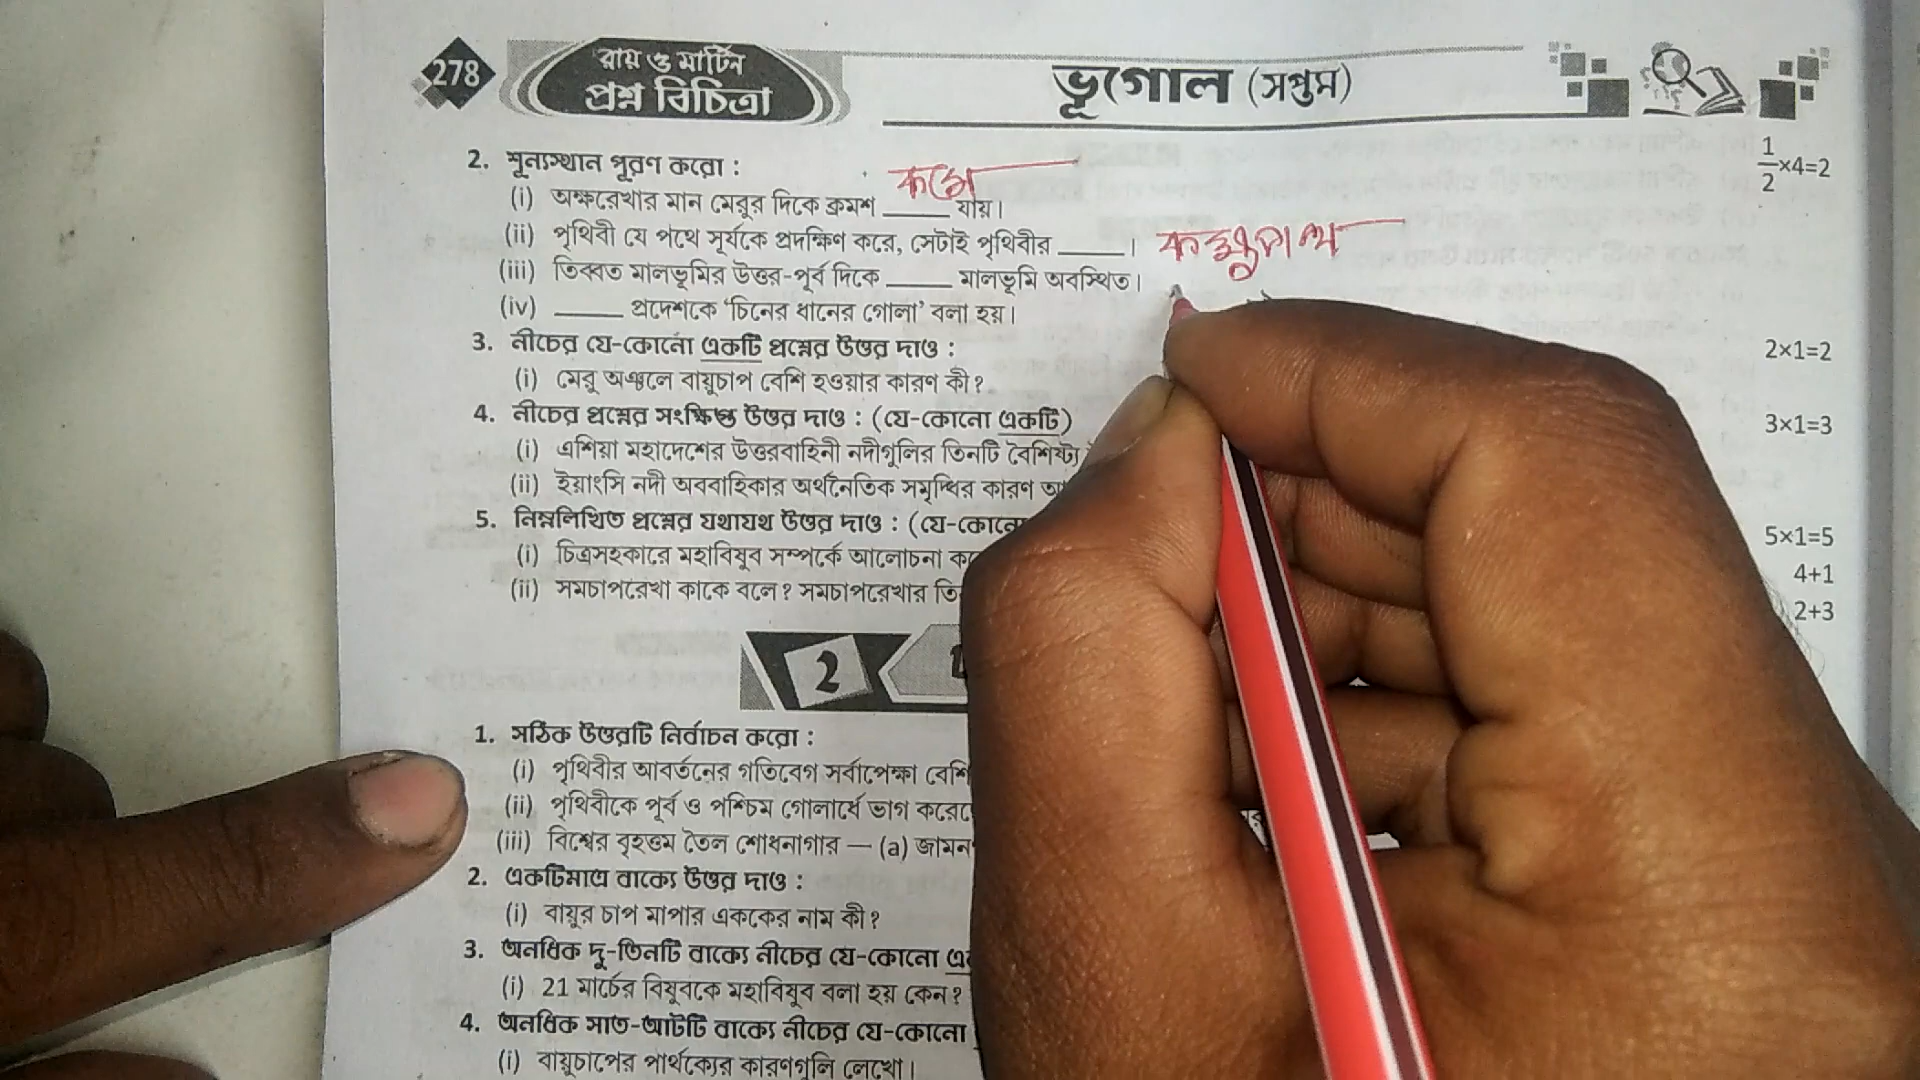 278 রায় ও মার্টিন প্রশ্ন বিচিত্রা ভূগোল (সপ্তম)
2. শূন্যস্থান পূরণ করো : 1/2×4=2
কমে
(i) অক্ষরেখার মান মেরুর দিকে ক্রমশ ______ যায়।
(ii) পৃথিবী যে পথে সূর্যকে প্রদক্ষিণ করে, সেটাই পৃথিবীর ______ । কক্ষপথ
(iii) তিব্বত মালভূমির উত্তর-পূর্ব দিকে ______ মালভূমি অবস্থিত।
(iv) ______ প্রদেশকে ‘চিনের ধানের গোলা’ বলা হয়।
3. নীচের যে-কোনো একটি প্রশ্নের উত্তর দাও : 2×1=2
(i) মেরু অঞ্চলে বায়ুচাপ বেশি হওয়ার কারণ কী?
4. নীচের প্রশ্নের সংক্ষিপ্ত উত্তর দাও : (যে-কোনো একটি) 3×1=3
(i) এশিয়া মহাদেশের উত্তরবাহিনী নদীগুলির তিনটি বৈশিষ্ট্য
(ii) ইয়াংসি নদী অববাহিকার অর্থনৈতিক সমৃদ্ধির কারণ
5. নিম্নলিখিত প্রশ্নের যথাযথ উত্তর দাও : (যে-কোনো 5×1=5
(i) চিত্রসহকারে মহাবিষুব সম্পর্কে আলোচনা 4+1
(ii) সমচাপরেখা কাকে বলে? সমচাপরেখার 2+3
2
1. সঠিক উত্তরটি নির্বাচন করো :
(i) পৃথিবীর আবর্তনের গতিবেগ সর্বাপেক্ষা বেশি
(ii) পৃথিবীকে পূর্ব ও পশ্চিম গোলার্ধে ভাগ
(iii) বিশ্বের বৃহত্তম তৈল শোধনাগার — (a)
2. একটিমাত্র বাক্যে উত্তর দাও :
(i) বায়ুর চাপ মাপার এককের নাম কী?
3. অনধিক দু-তিনটি বাক্যে নীচের যে-কোনো
(i) 21 মার্চের বিষুবকে মহাবিষুব বলা হয় কেন?
4. অনধিক সাত-আটটি বাক্যে নীচের যে-কোনো
(i) বায়ুচাপের পার্থক্যের কারণগুলি লেখো।